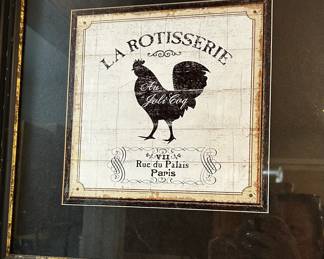 LA ROTISSERIE
Au
Joli Coq
VII
Rue du Palais
Paris